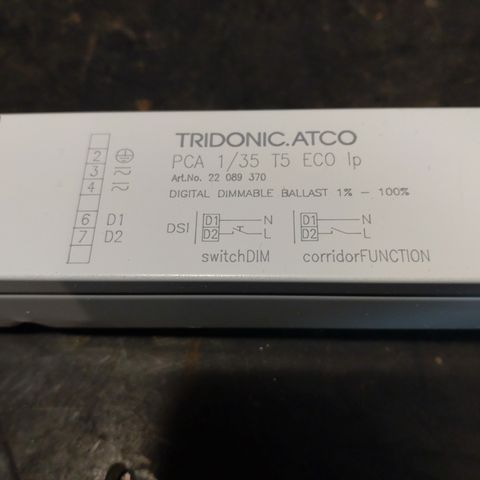 TRIDONIC.ATCO
PCA 1/35 T5 ECO lp
Art.No. 22 089 370
DIGITAL DIMMABLE BALLAST 1% - 100%
2
3
4
6 D1
7 D2
DSI
D1 N
D2 L
switchDIM
D1 N
D2 L
corridorFUNCTION